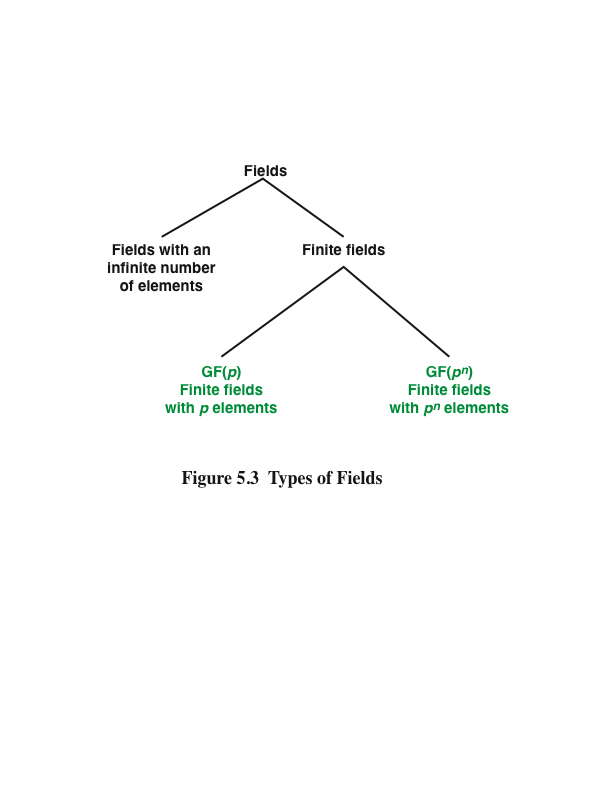 Fields
Fields with an
infinite number
of elements
Finite fields
GF(p)
Finite fields
with p elements
GF(pⁿ)
Finite fields
with pⁿ elements
Figure 5.3 Types of Fields